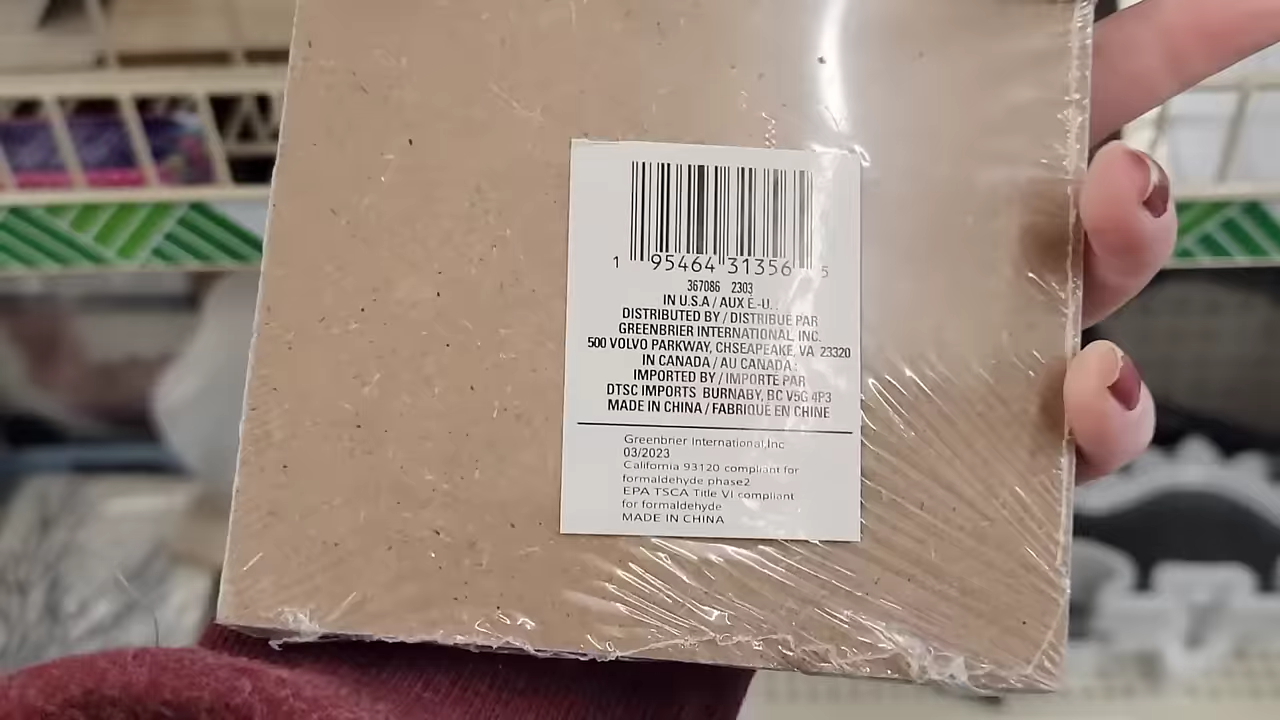 1 95464 31356 5
367086 2303
IN U.S.A / AUX É.-U. :
DISTRIBUTED BY / DISTRIBUE PAR
GREENBRIER INTERNATIONAL, INC.
500 VOLVO PARKWAY, CHSEAPEAKE, VA 23320
IN CANADA / AU CANADA :
IMPORTED BY / IMPORTE PAR
DTSC IMPORTS BURNABY, BC V5G 4P3
MADE IN CHINA / FABRIQUÉ EN CHINE
Greenbrier International,Inc
03/2023
California 93120 compliant for
formaldehyde phase2
EPA TSCA Title VI compliant
for formaldehyde
MADE IN CHINA